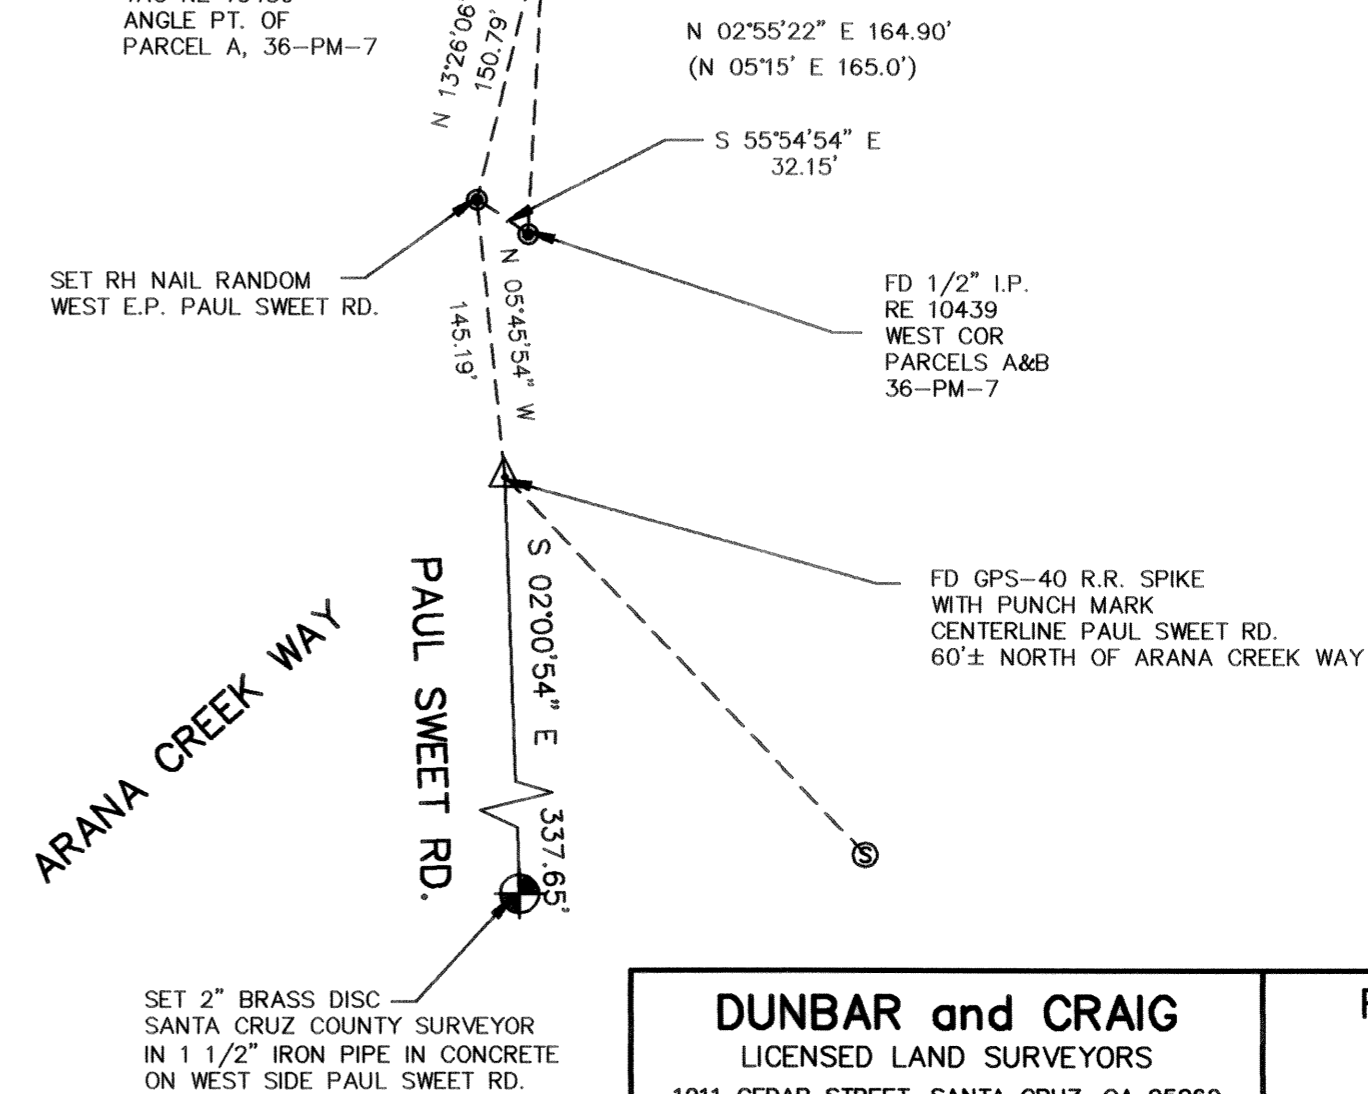 ANGLE PT. OF
PARCEL A, 36-PM-7
N 13°26'06"
150.79'
N 02°55'22" E 164.90'
(N 05°15' E 165.0')
S 55°54'54" E
32.15'
SET RH NAIL RANDOM
WEST E.P. PAUL SWEET RD.
N 05°45'54" W
145.19'
FD 1/2" I.P.
RE 10439
WEST COR
PARCELS A&B
36-PM-7
FD GPS-40 R.R. SPIKE
WITH PUNCH MARK
CENTERLINE PAUL SWEET RD.
60'± NORTH OF ARANA CREEK WAY
S 02°00'54" E 337.65'
PAUL SWEET RD.
ARANA CREEK WAY
S
SET 2" BRASS DISC
SANTA CRUZ COUNTY SURVEYOR
IN 1 1/2" IRON PIPE IN CONCRETE
ON WEST SIDE PAUL SWEET RD.
DUNBAR and CRAIG
LICENSED LAND SURVEYORS
CEDAR STREET, SANTA CRUZ, CA